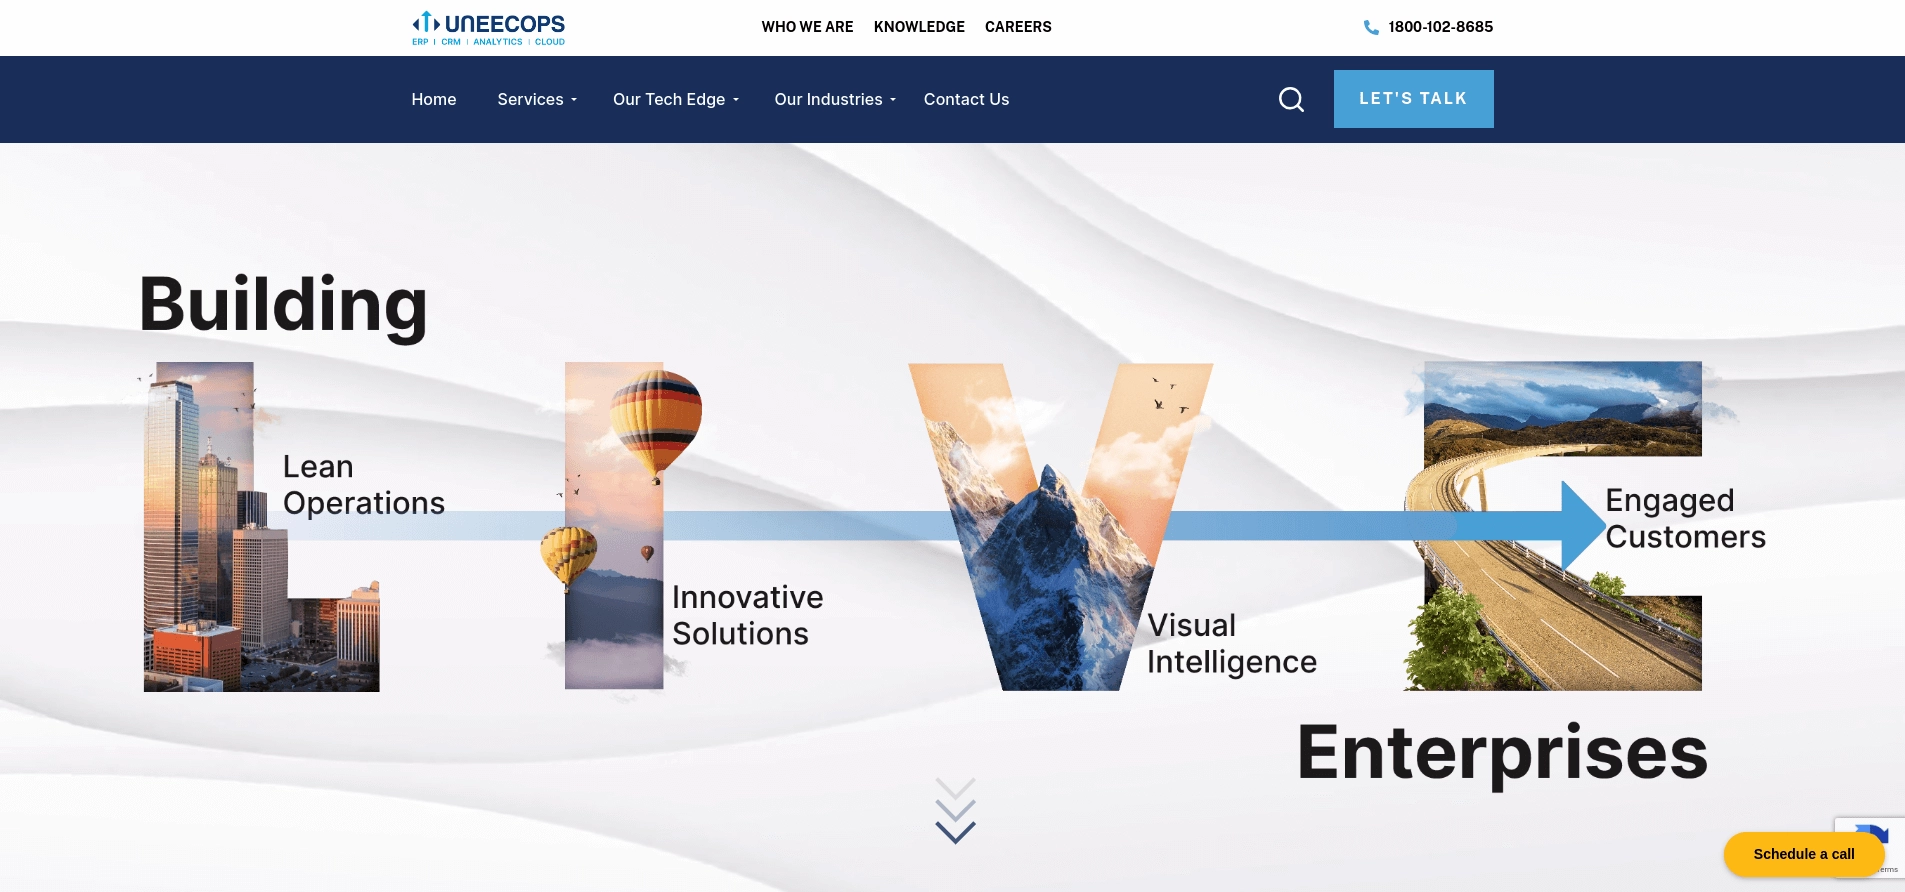 UNEECOPS
ERP | CRM | ANALYTICS | CLOUD
WHO WE ARE KNOWLEDGE CAREERS
1800-102-8685
Home Services Our Tech Edge Our Industries Contact Us
LET'S TALK
Building
LIVE
Lean
Operations
Innovative
Solutions
Visual
Intelligence
Engaged
Customers
Enterprises
Schedule a call